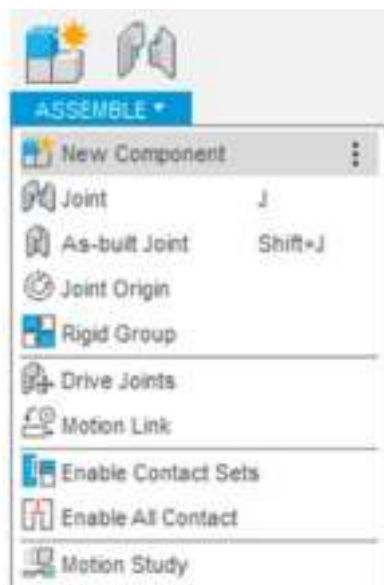 ASSEMBLE
New Component
Joint J
As-built Joint Shift+J
Joint Origin
Rigid Group
Drive Joints
Motion Link
Enable Contact Sets
Enable All Contact
Motion Study